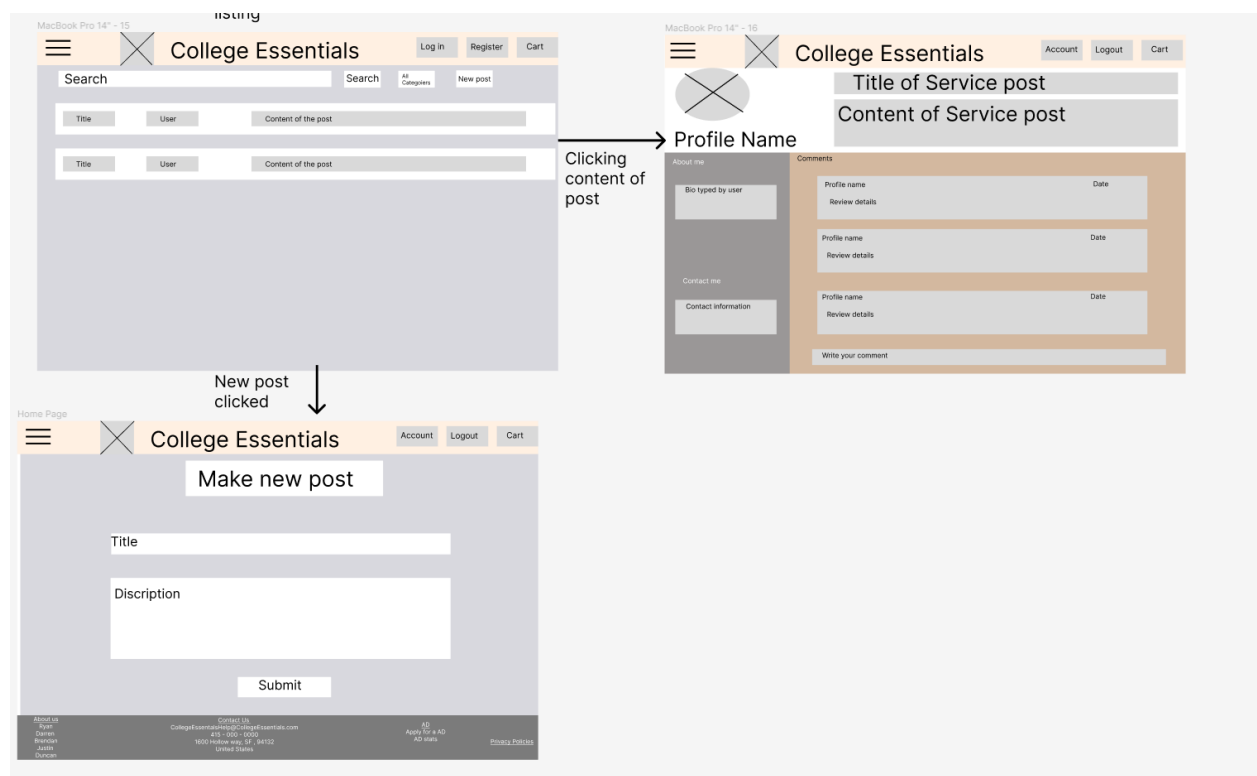 listing
MacBook Pro 14" - 15
College Essentials
Log in
Register
Cart
Search
Search
All
Categoiers
New post
Title
User
Content of the post
Title
User
Content of the post
Clicking
content of
post
New post
clicked
MacBook Pro 14" - 16
College Essentials
Account
Logout
Cart
Title of Service post
Content of Service post
Profile Name
About me
Bio typed by user
Contact me
Contact information
Comments
Profile name
Date
Review details
Profile name
Date
Review details
Profile name
Date
Review details
Write your comment
Home Page
College Essentials
Account
Logout
Cart
Make new post
Title
Discription
Submit
About us
Ryan
Darren
Brendan
Justin
Duncan
Contact Us
CollegeEssentalsHelp@CollegeEssentials.com
415 - 000 - 0000
1600 Hollow way, SF , 94132
United States
AD
Apply for a AD
AD stats
Privacy Policies